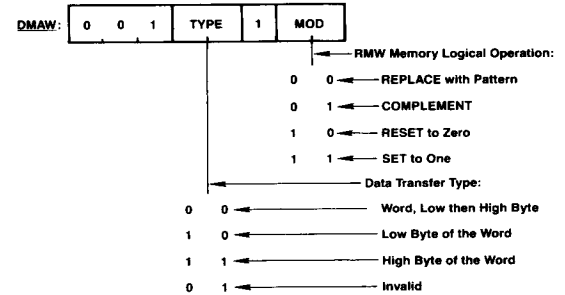 DMAW: 0 0 1 TYPE 1 MOD
RMW Memory Logical Operation:
0 0 REPLACE with Pattern
0 1 COMPLEMENT
1 0 RESET to Zero
1 1 SET to One
Data Transfer Type:
0 0 Word, Low then High Byte
1 0 Low Byte of the Word
1 1 High Byte of the Word
0 1 Invalid